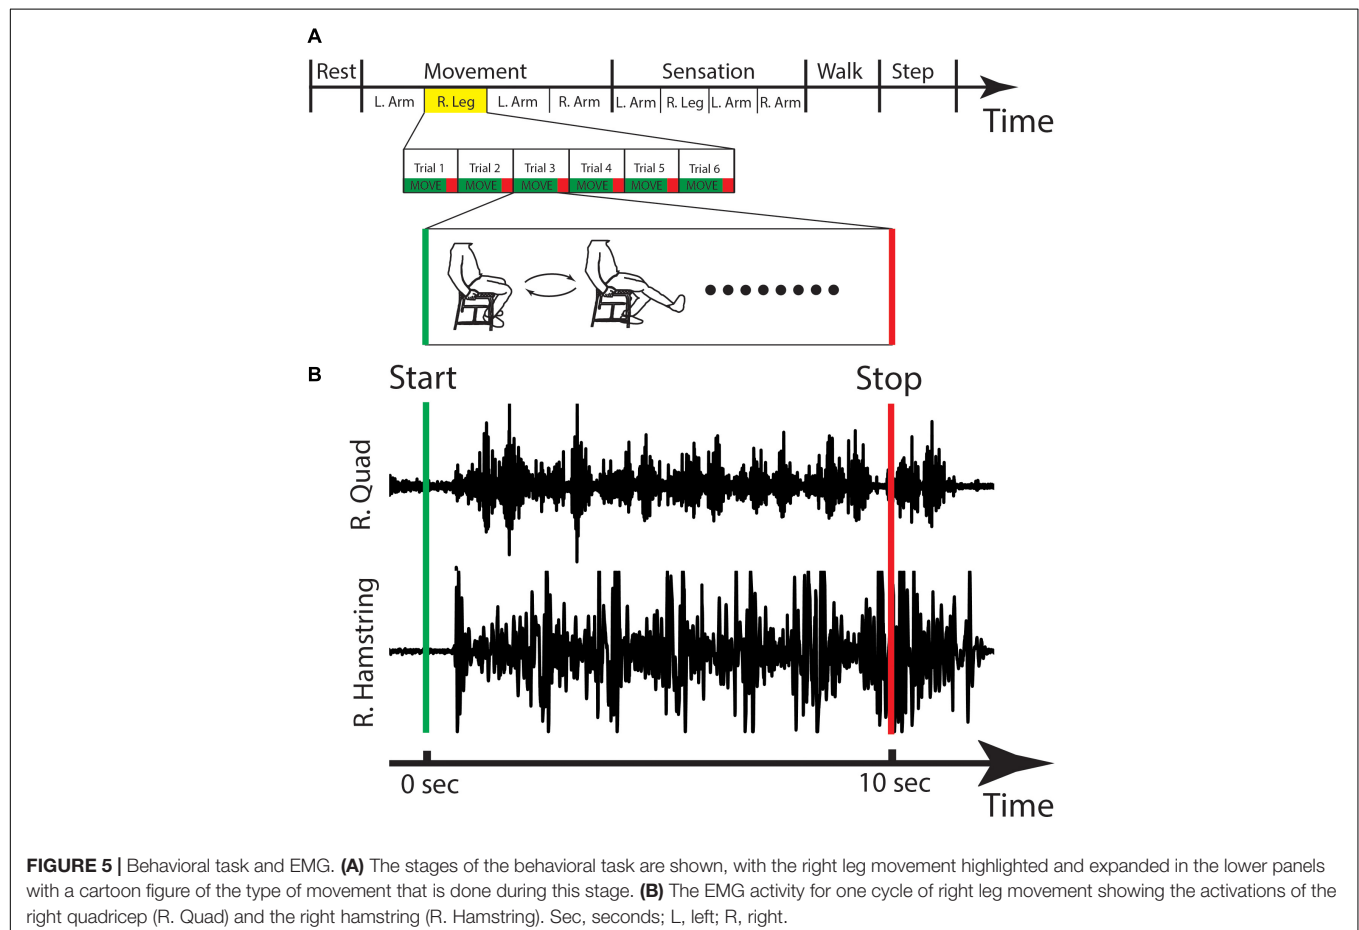 A
Rest Movement Sensation Walk Step
L. Arm R. Leg L. Arm R. Arm L. Arm R. Leg L. Arm R. Arm
Time
Trial 1 Trial 2 Trial 3 Trial 4 Trial 5 Trial 6
MOVE MOVE MOVE MOVE MOVE MOVE
B
Start Stop
R. Quad
R. Hamstring
0 sec 10 sec
Time
FIGURE 5 | Behavioral task and EMG. (A) The stages of the behavioral task are shown, with the right leg movement highlighted and expanded in the lower panels
with a cartoon figure of the type of movement that is done during this stage. (B) The EMG activity for one cycle of right leg movement showing the activations of the
right quadricep (R. Quad) and the right hamstring (R. Hamstring). Sec, seconds; L, left; R, right.